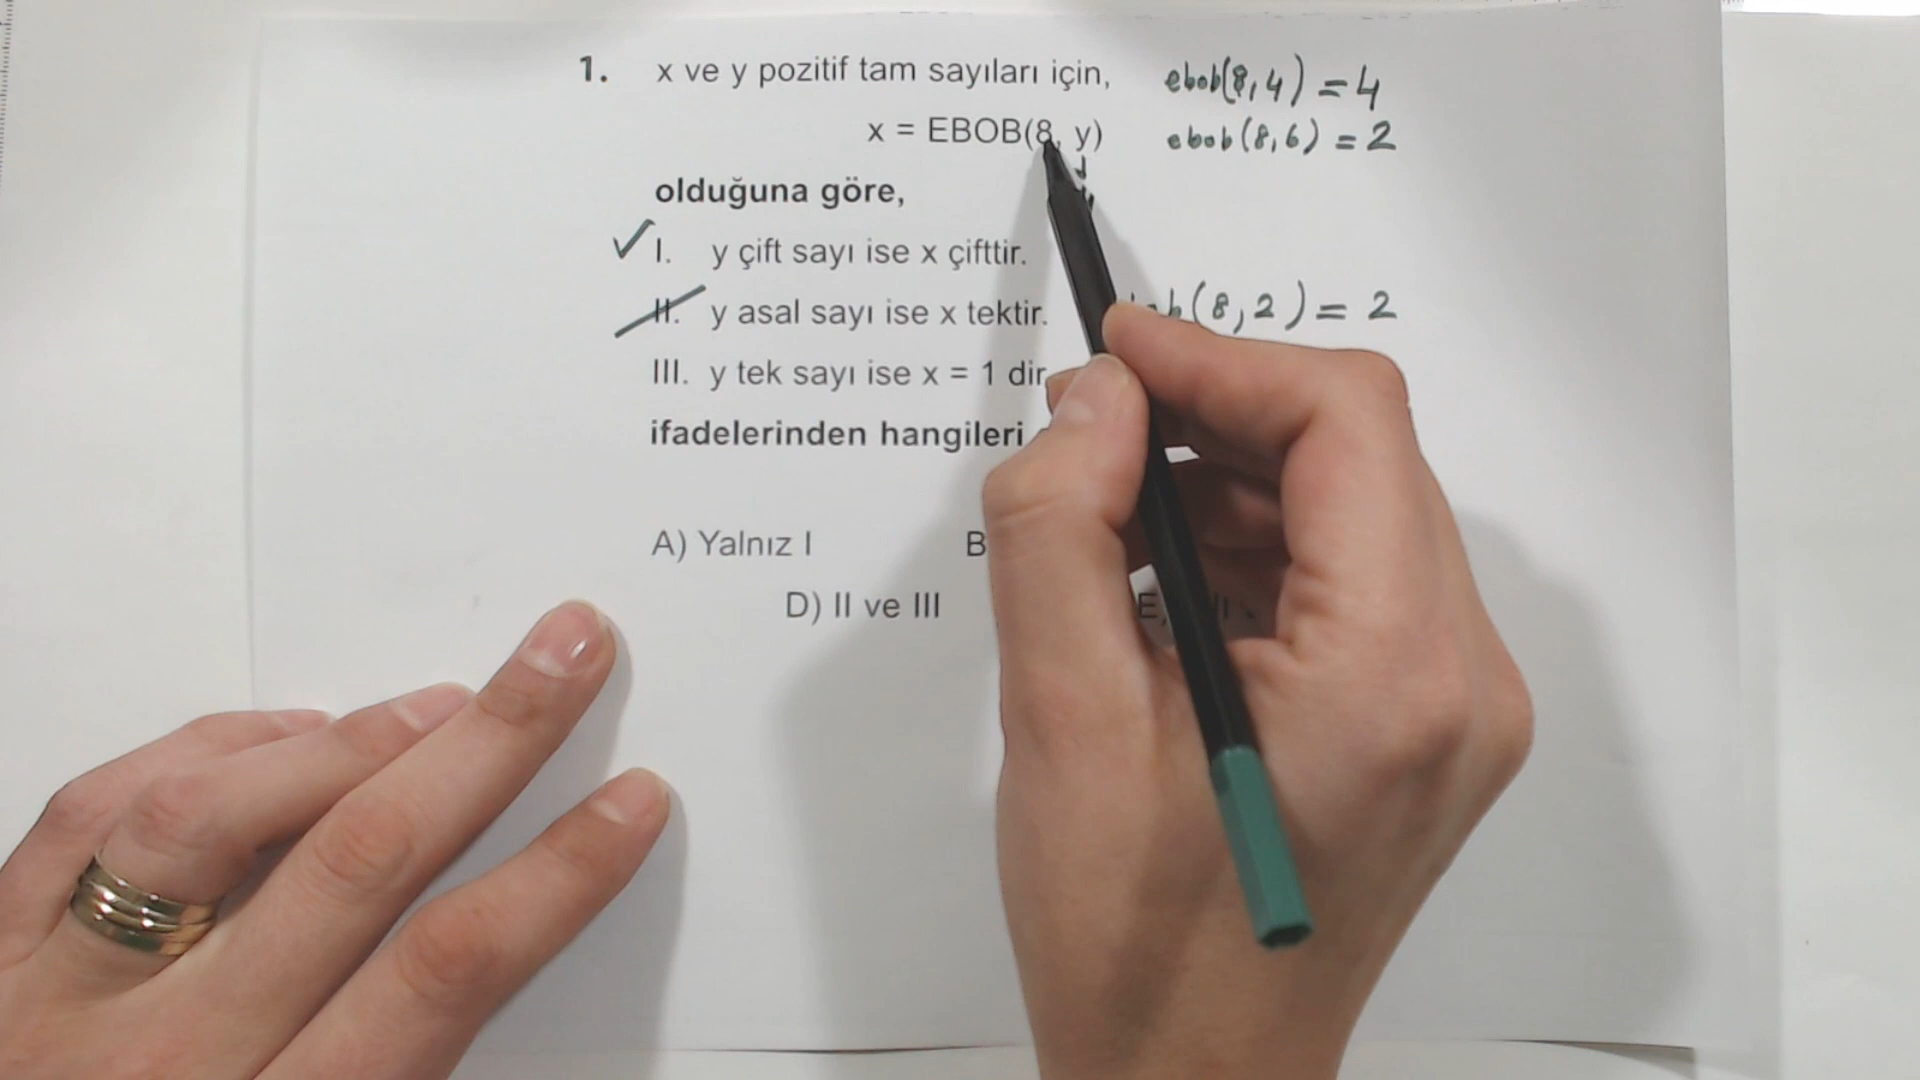 1. x ve y pozitif tam sayıları için,
ebob(8,4) = 4
x = EBOB(8, y)
ebob(8,6) = 2
olduğuna göre,
I. y çift sayı ise x çifttir.
II. y asal sayı ise x tektir.
(8,2) = 2
III. y tek sayı ise x = 1 dir
ifadelerinden hangileri
A) Yalnız I
B
D) II ve III
E